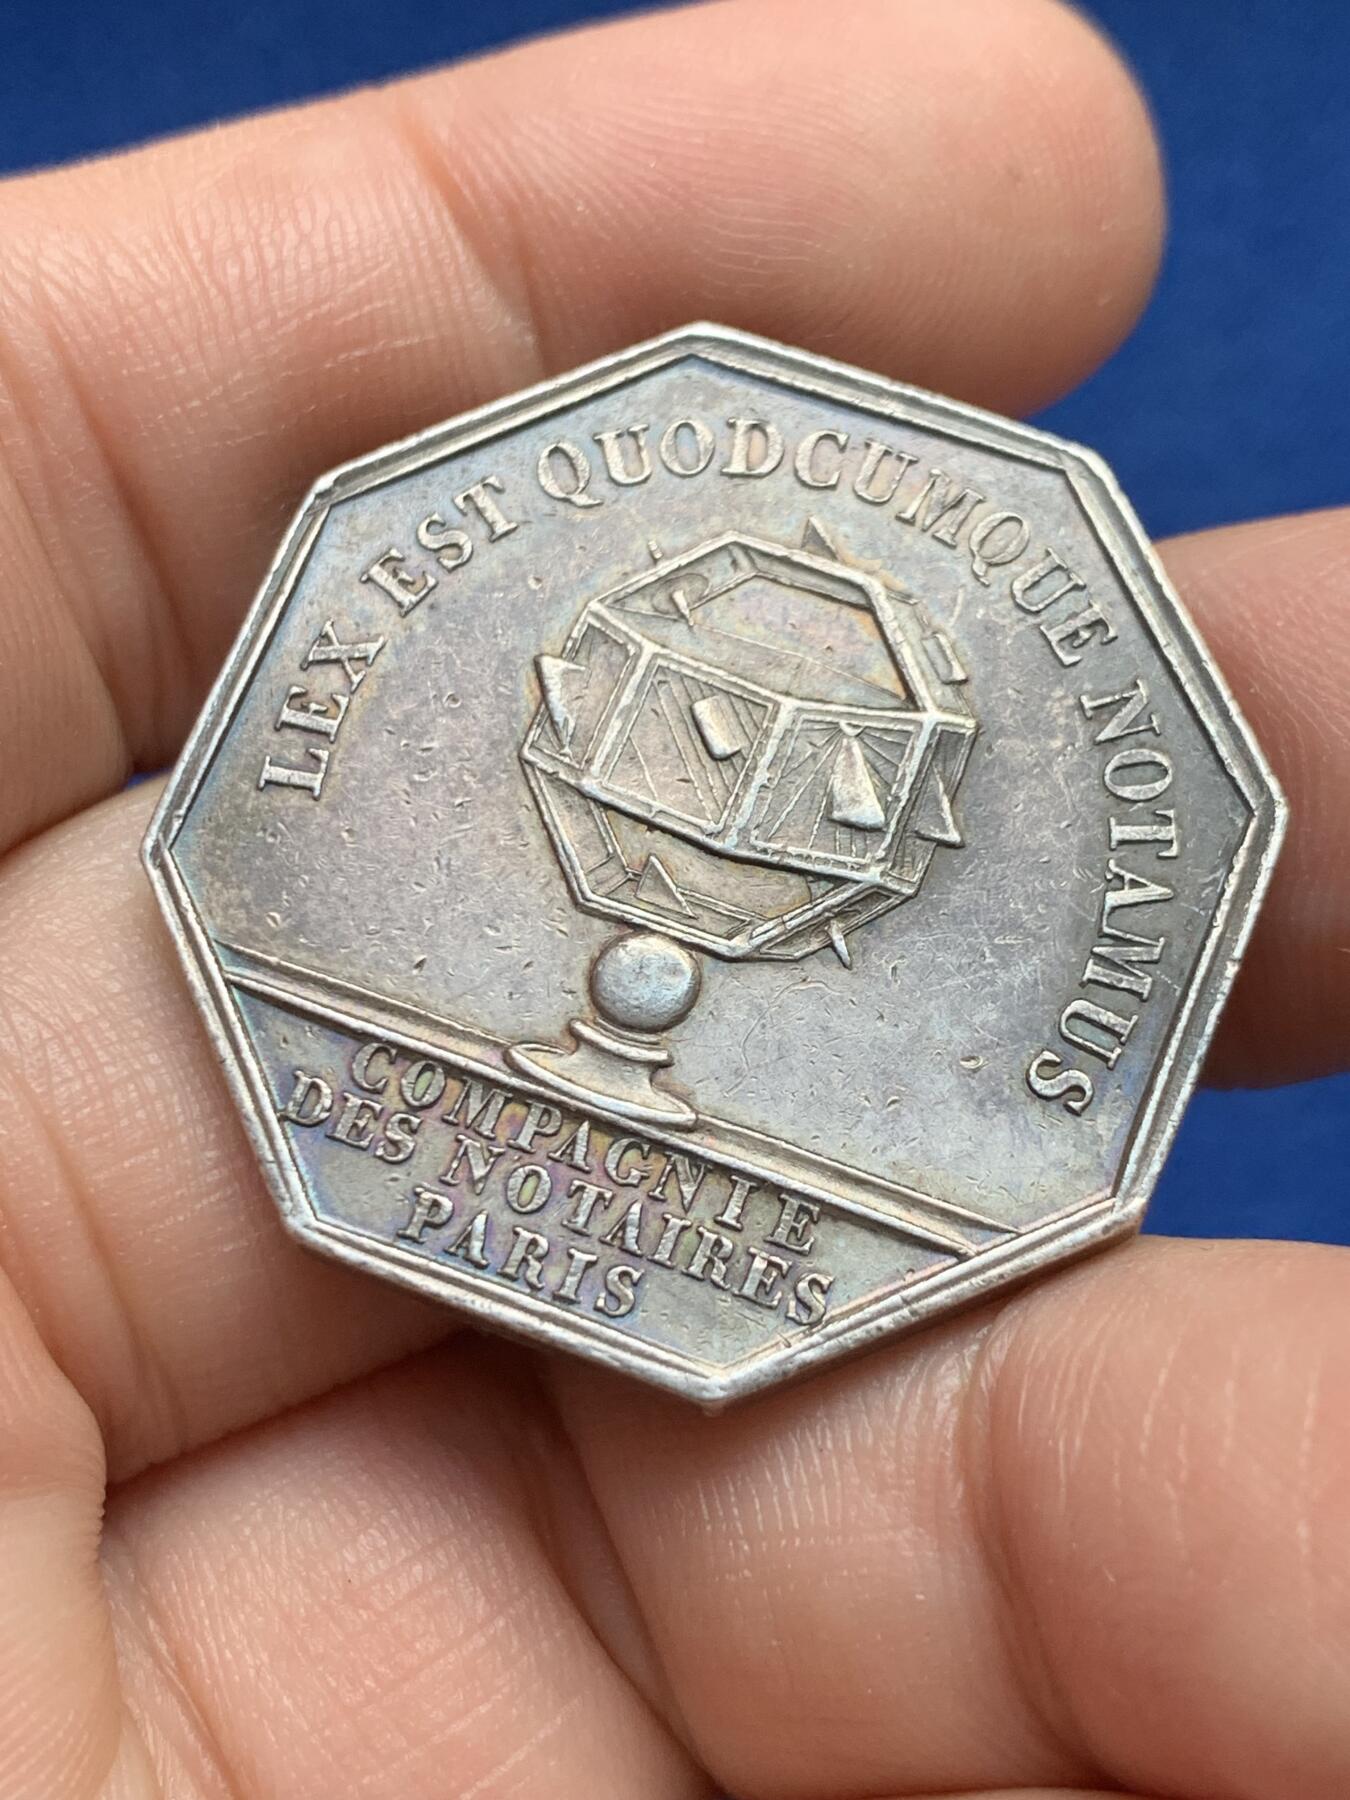 LEX EST QUODCUMQUE NOTAMUS
COMPAGNIE
DES NOTAIRES
PARIS